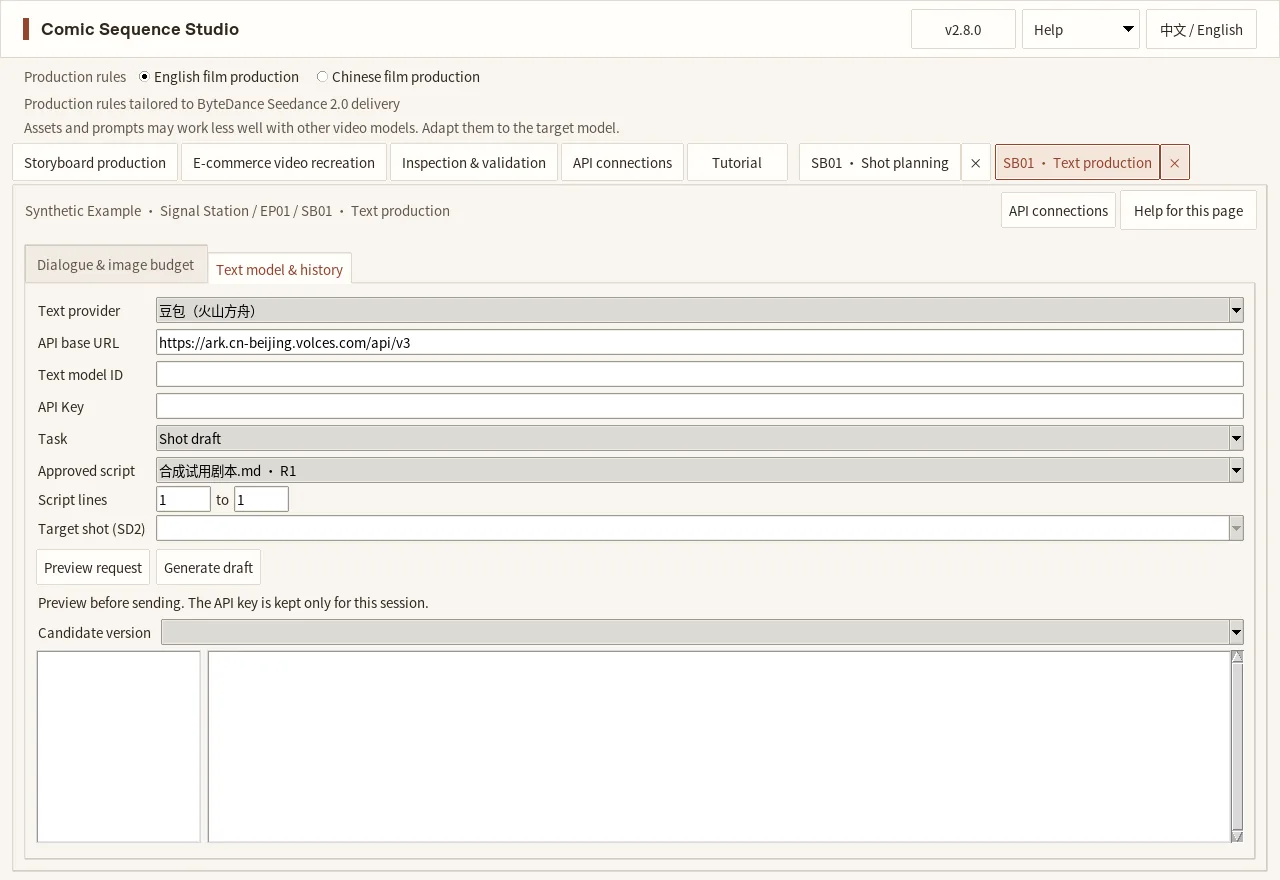 Comic Sequence Studio
v2.8.0
Help
中文 / English
Production rules
English film production
Chinese film production
Production rules tailored to ByteDance Seedance 2.0 delivery
Assets and prompts may work less well with other video models. Adapt them to the target model.
Storyboard production
E-commerce video recreation
Inspection & validation
API connections
Tutorial
SB01 · Shot planning ×
SB01 · Text production ×
Synthetic Example · Signal Station / EP01 / SB01 · Text production
API connections
Help for this page
Dialogue & image budget
Text model & history
Text provider 豆包（火山方舟）
API base URL https://ark.cn-beijing.volces.com/api/v3
Text model ID
API Key
Task Shot draft
Approved script 合成试用剧本.md · R1
Script lines 1 to 1
Target shot (SD2)
Preview request
Generate draft
Preview before sending. The API key is kept only for this session.
Candidate version